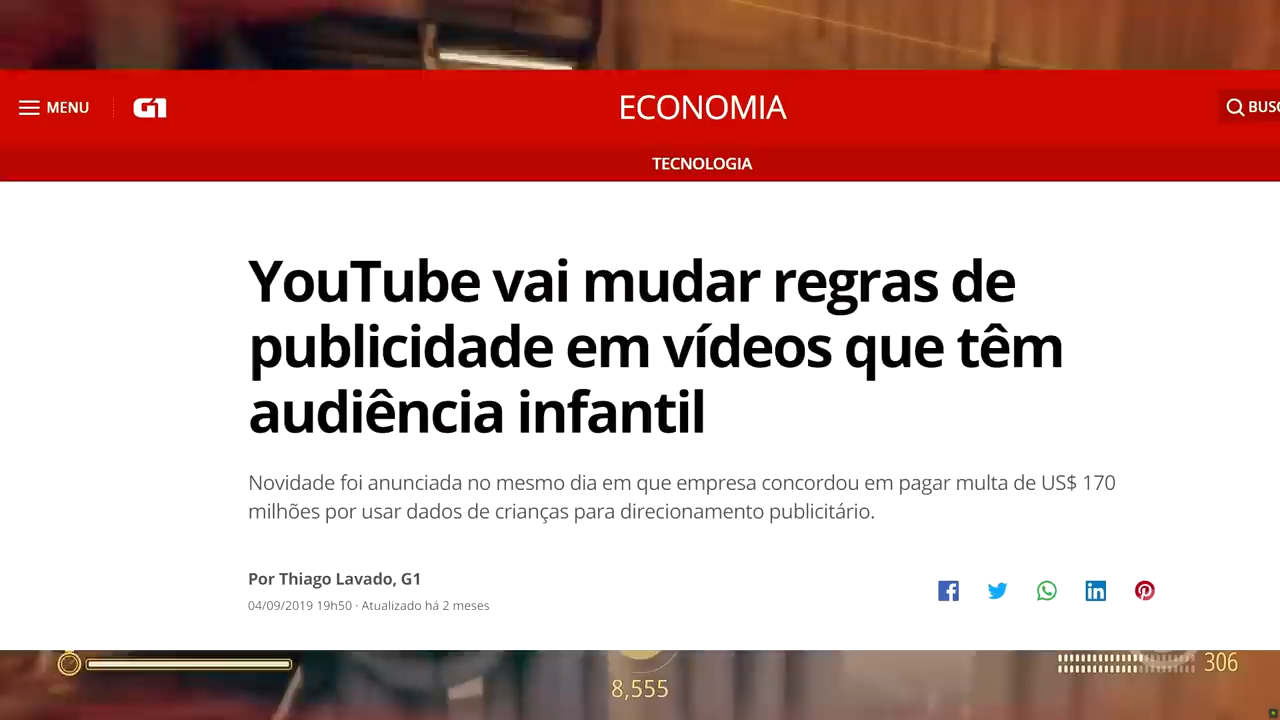 MENU
G1
ECONOMIA
BUSC
TECNOLOGIA
YouTube vai mudar regras de
publicidade em vídeos que têm
audiência infantil
Novidade foi anunciada no mesmo dia em que empresa concordou em pagar multa de US$ 170
milhões por usar dados de crianças para direcionamento publicitário.
Por Thiago Lavado, G1
04/09/2019 19h50 · Atualizado há 2 meses
8,555
306